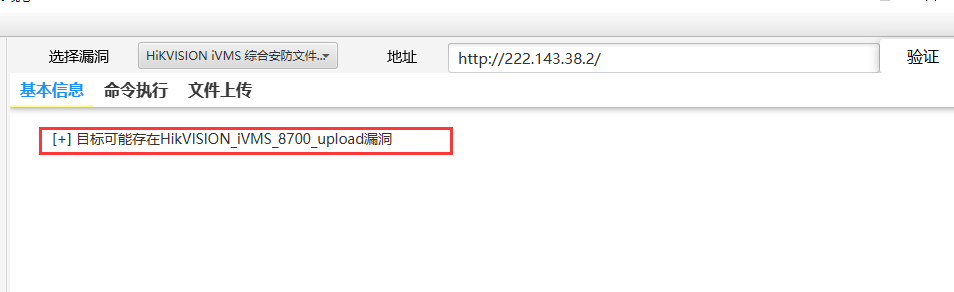 选择漏洞 HiKVISION iVMS 综合安防文件... 地址 http://222.143.38.2/ 验证
基本信息 命令执行 文件上传
[+] 目标可能存在HikVISION_iVMS_8700_upload漏洞